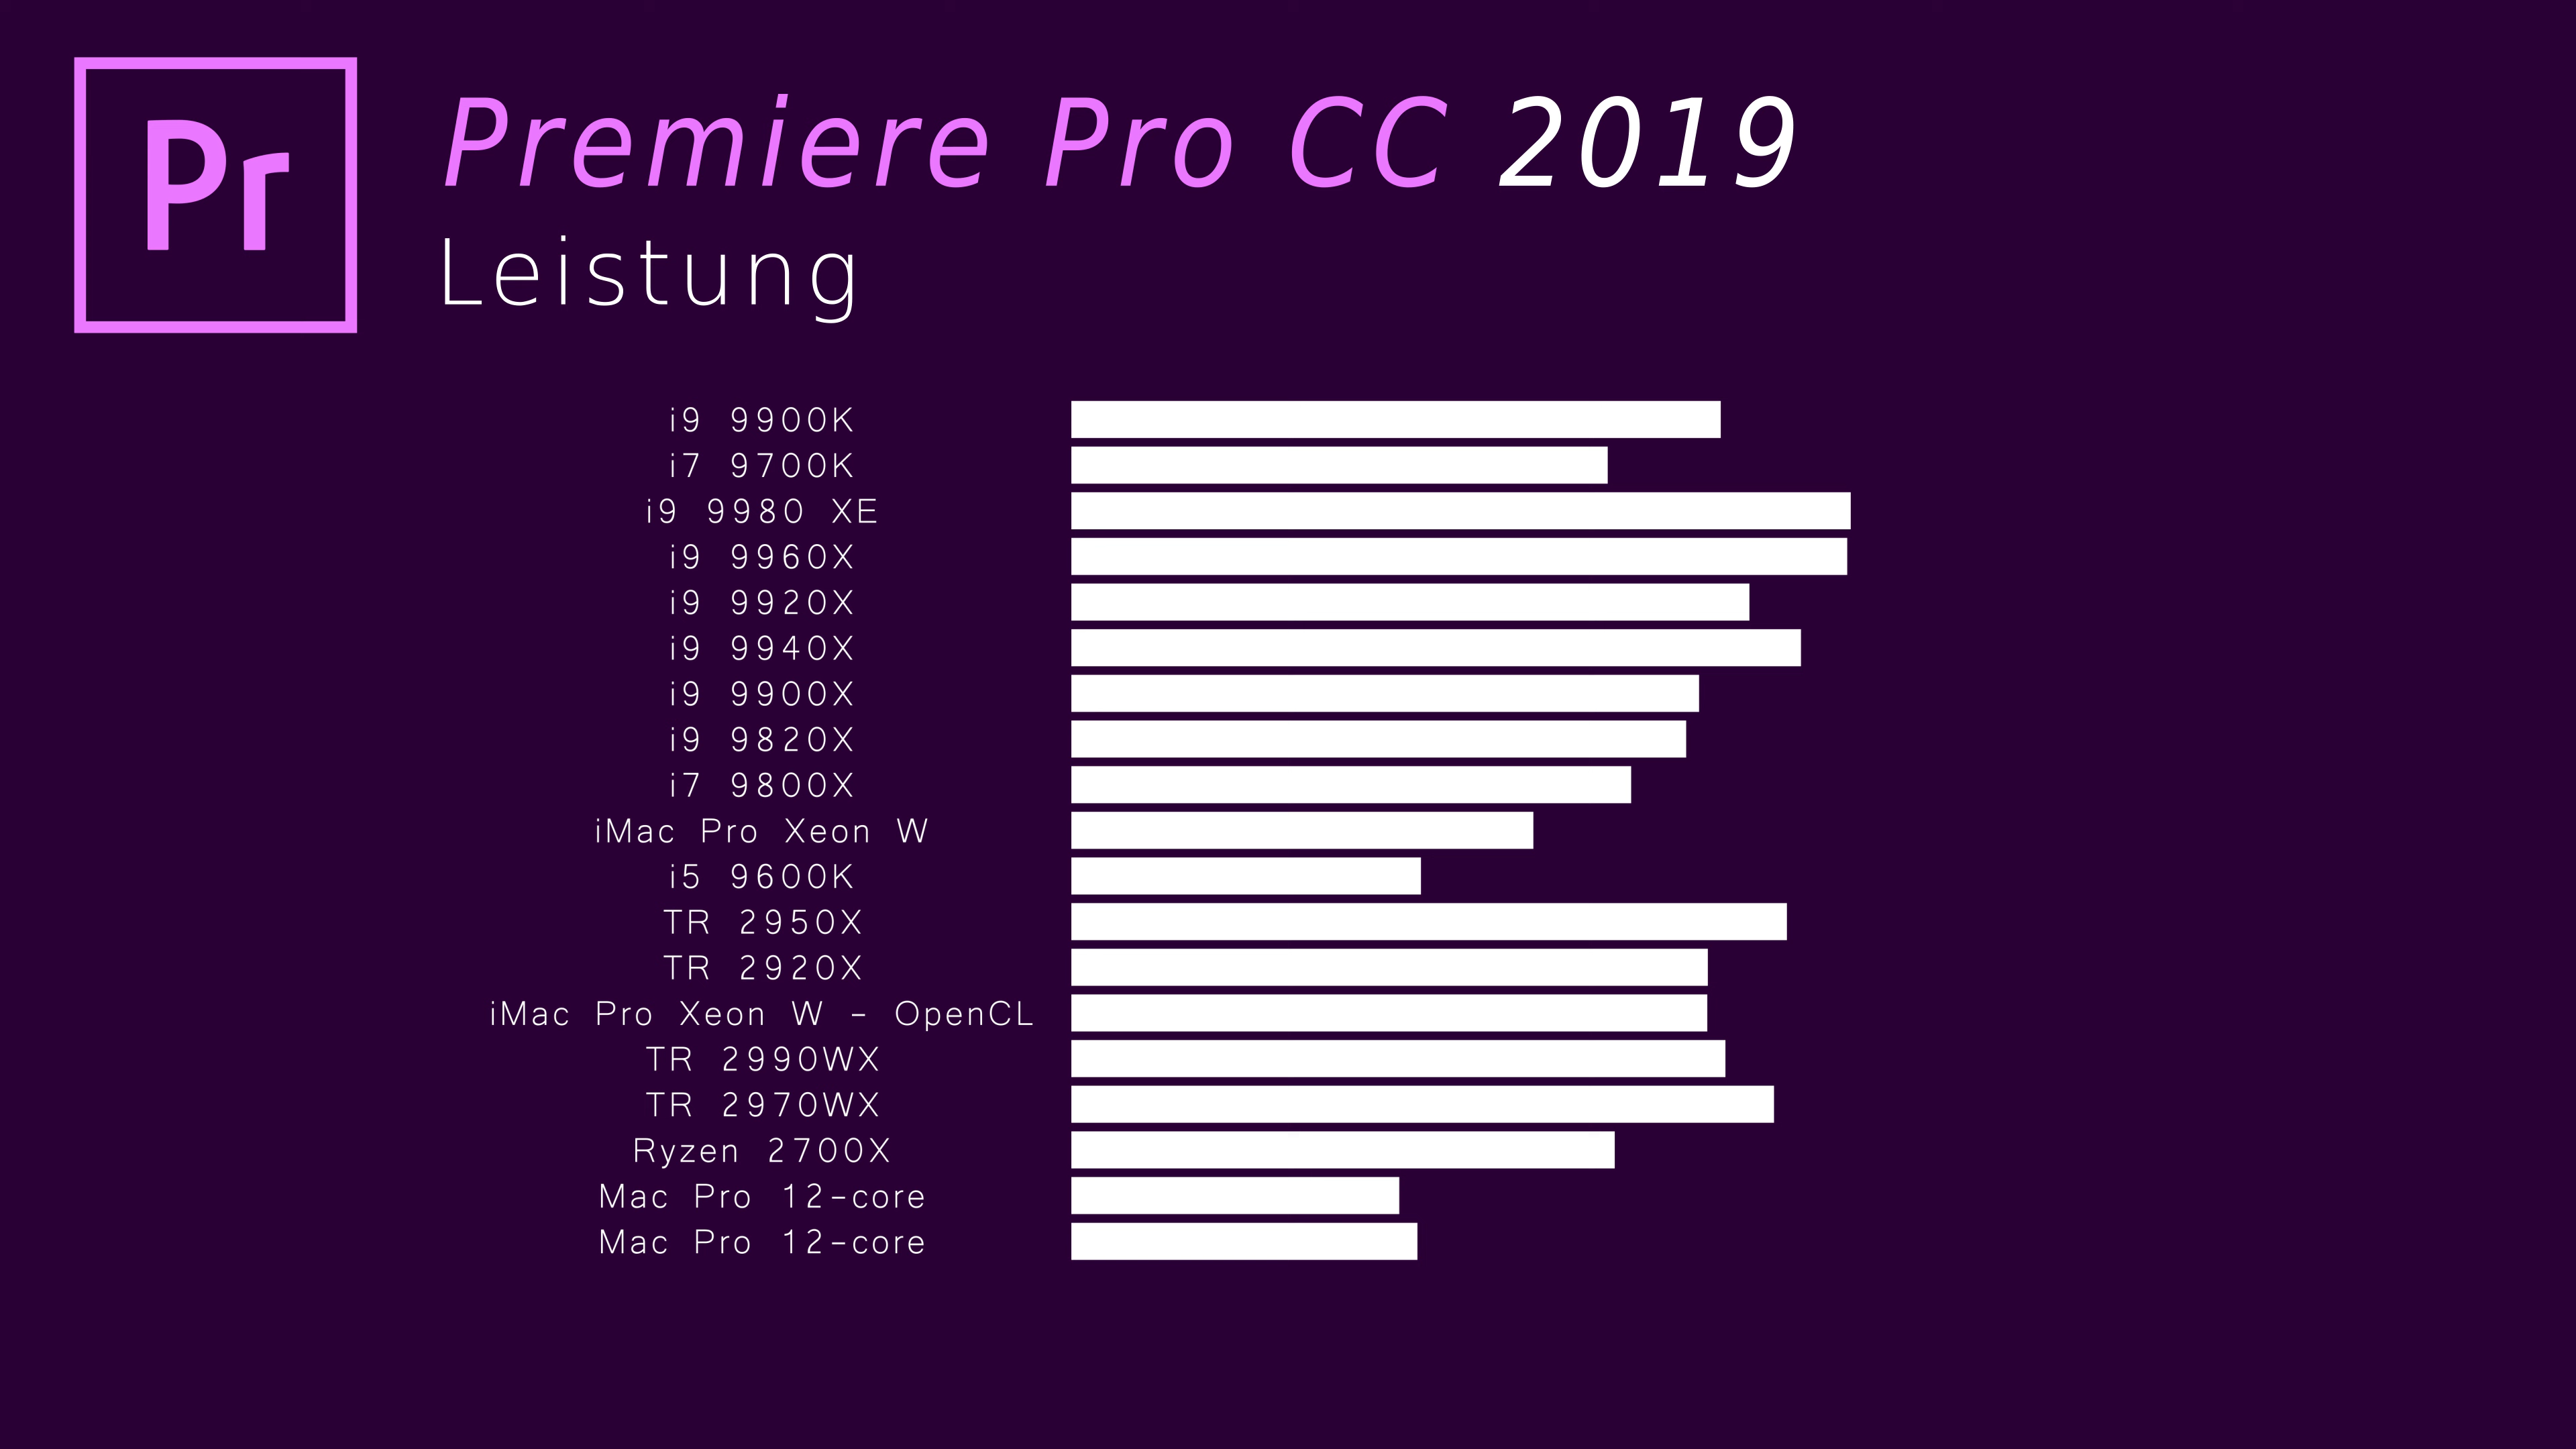 Pr
Premiere Pro CC 2019
Leistung
i9 9900K
i7 9700K
i9 9980 XE
i9 9960X
i9 9920X
i9 9940X
i9 9900X
i9 9820X
i7 9800X
iMac Pro Xeon W
i5 9600K
TR 2950X
TR 2920X
iMac Pro Xeon W - OpenCL
TR 2990WX
TR 2970WX
Ryzen 2700X
Mac Pro 12-core
Mac Pro 12-core